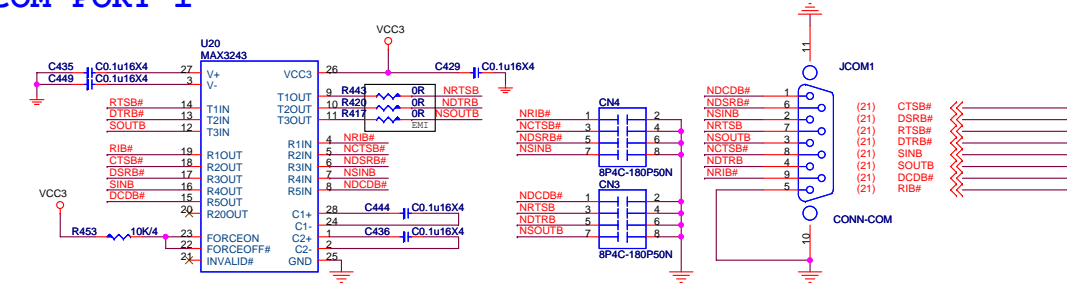 COM PORT 1
U20
MAX3243
VCC3
C435 C0.1u16X4
C449 C0.1u16X4
27 V+
3 V-
VCC3 26
C429 C0.1u16X4
RTSB# 14 T1IN
DTRB# 13 T2IN
SOUTB 12 T3IN
T1OUT 9 R443 0R NRTSB
T2OUT 10 R420 0R NDTRB
T3OUT 11 R417 0R NSOUTB
EMI
RIB# 19 R1OUT
CTSB# 18 R2OUT
DSRB# 17 R3OUT
SINB 16 R4OUT
DCDB# 15 R5OUT
20 R2OOUT
R1IN 4 NRIB#
R2IN 5 NCTSB#
R3IN 6 NDSRB#
R4IN 7 NSINB
R5IN 8 NDCDB#
VCC3
R453 10K/4
23 FORCEON
22 FORCEOFF#
21 INVALID#
C1+ 28 C444 C0.1u16X4
C1- 24
C2+ 1 C436 C0.1u16X4
C2- 2
GND 25
CN4
NRIB# 1 2
NCTSB# 3 4
NDSRB# 5 6
NSINB 7 8
8P4C-180P50N
CN3
NDCDB# 1 2
NRTSB 3 4
NDTRB 5 6
NSOUTB 7 8
8P4C-180P50N
JCOM1
11
NDCDB# 1
NDSRB# 6
NSINB 2
NRTSB 7
NSOUTB 3
NCTSB# 8
NDTRB 4
NRIB# 9
5
CONN-COM
10
(21) CTSB#
(21) DSRB#
(21) RTSB#
(21) DTRB#
(21) SINB
(21) SOUTB
(21) DCDB#
(21) RIB#